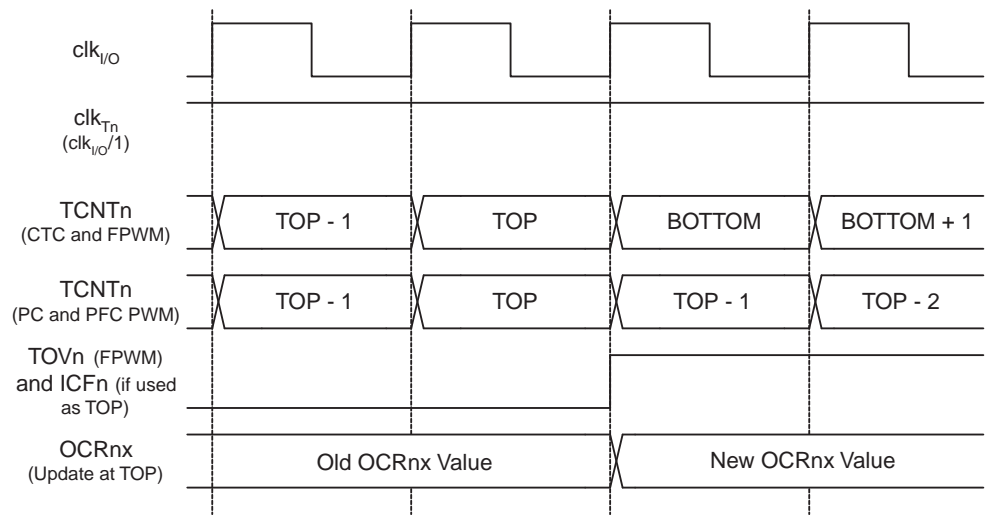 clkI/O
clkTn
(clkI/O/1)
TCNTn
(CTC and FPWM)
TOP - 1 TOP BOTTOM BOTTOM + 1
TCNTn
(PC and PFC PWM)
TOP - 1 TOP TOP - 1 TOP - 2
TOVn (FPWM)
and ICFn (if used
as TOP)
OCRnx
(Update at TOP)
Old OCRnx Value New OCRnx Value